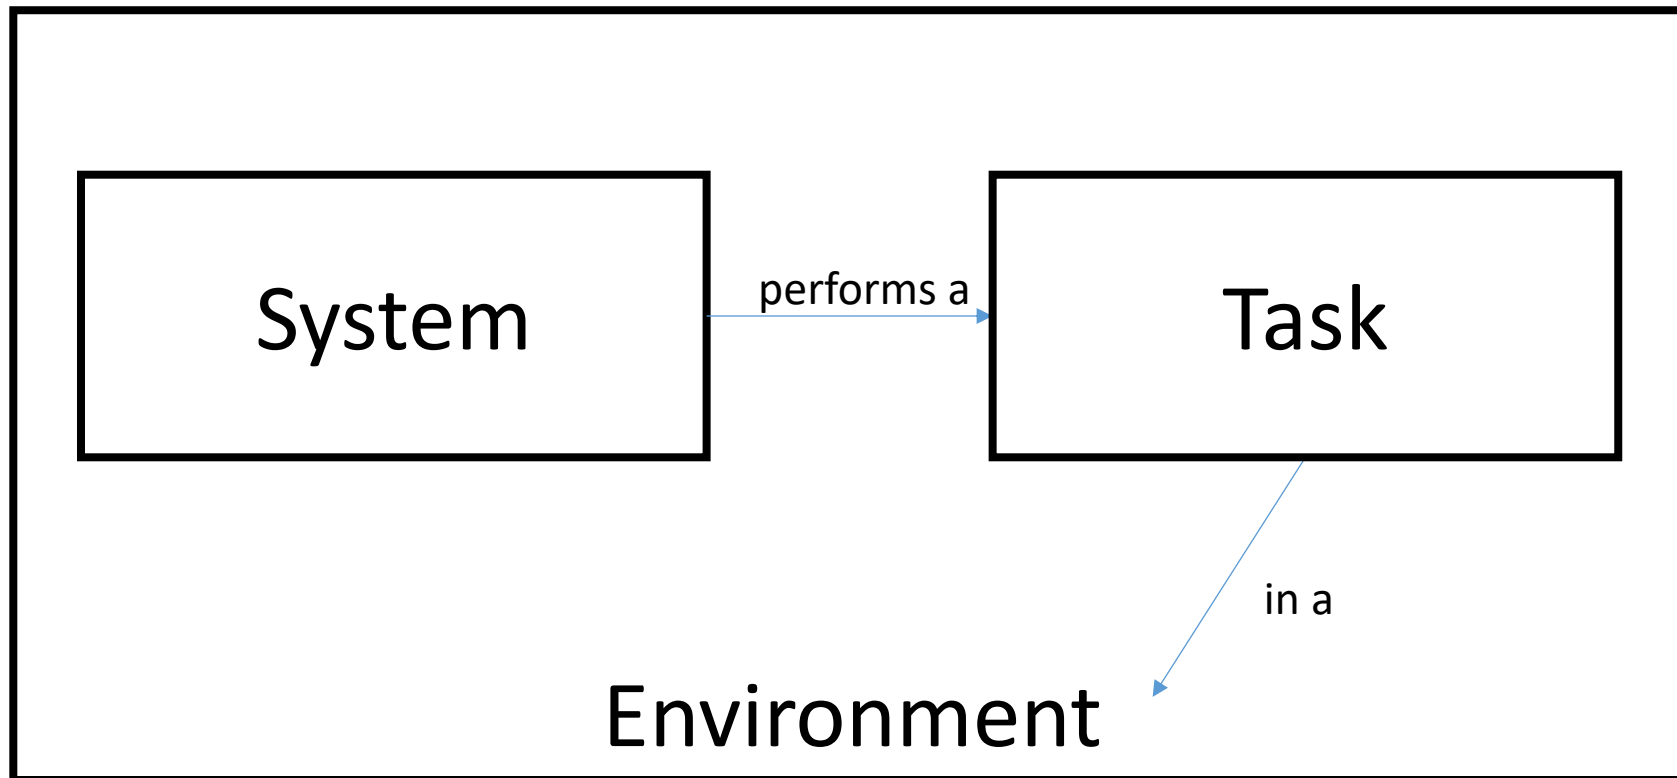 System
performs a
Task
in a
Environment